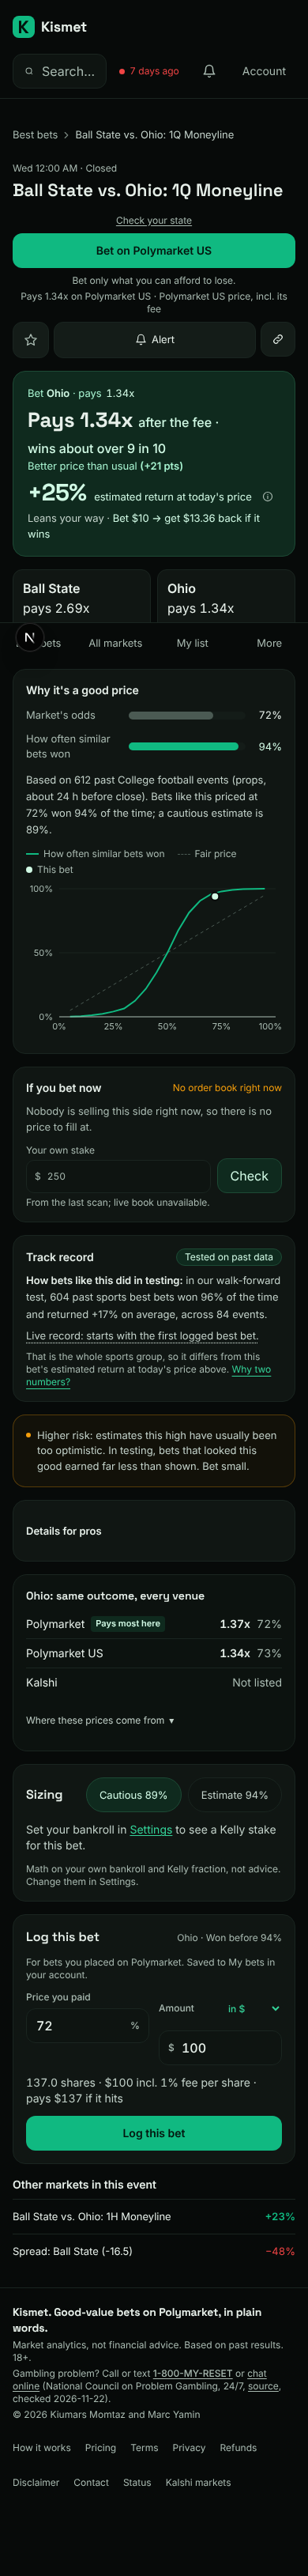 Kismet
Search...
7 days ago
Account
Best bets > Ball State vs. Ohio: 1Q Moneyline
Wed 12:00 AM · Closed
Ball State vs. Ohio: 1Q Moneyline
Check your state
Bet on Polymarket US
Bet only what you can afford to lose.
Pays 1.34x on Polymarket US · Polymarket US price, incl. its
fee
Alert
Bet Ohio · pays 1.34x
Pays 1.34x after the fee ·
wins about over 9 in 10
Better price than usual (+21 pts)
+25% estimated return at today's price
Leans your way · Bet $10 → get $13.36 back if it
wins
Ball State
pays 2.69x
Ohio
pays 1.34x
N
bets
All markets
My list
More
Why it's a good price
Market's odds
72%
How often similar
bets won
94%
Based on 612 past College football events (props,
about 24 h before close). Bets like this priced at
72% won 94% of the time; a cautious estimate is
89%.
How often similar bets won
Fair price
This bet
100%
50%
0%
0%
25%
50%
75%
100%
If you bet now
No order book right now
Nobody is selling this side right now, so there is no
price to fill at.
Your own stake
$ 250
Check
From the last scan; live book unavailable.
Track record
Tested on past data
How bets like this did in testing: in our walk-forward
test, 604 past sports best bets won 96% of the time
and returned +17% on average, across 84 events.
Live record: starts with the first logged best bet.
That is the whole sports group, so it differs from this
bet's estimated return at today's price above. Why two
numbers?
Higher risk: estimates this high have usually been
too optimistic. In testing, bets that looked this
good earned far less than shown. Bet small.
Details for pros
Ohio: same outcome, every venue
Polymarket
Pays most here
1.37x 72%
Polymarket US
1.34x 73%
Kalshi
Not listed
Where these prices come from ▾
Sizing
Cautious 89%
Estimate 94%
Set your bankroll in Settings to see a Kelly stake
for this bet.
Math on your own bankroll and Kelly fraction, not advice.
Change them in Settings.
Log this bet
Ohio · Won before 94%
For bets you placed on Polymarket. Saved to My bets in
your account.
Price you paid
72 %
Amount
in $
$ 100
137.0 shares · $100 incl. 1% fee per share ·
pays $137 if it hits
Log this bet
Other markets in this event
Ball State vs. Ohio: 1H Moneyline
+23%
Spread: Ball State (-16.5)
−48%
Kismet. Good-value bets on Polymarket, in plain
words.
Market analytics, not financial advice. Based on past results.
18+.
Gambling problem? Call or text 1-800-MY-RESET or chat
online (National Council on Problem Gambling, 24/7, source,
checked 2026-11-22).
© 2026 Kiumars Momtaz and Marc Yamin
How it works
Pricing
Terms
Privacy
Refunds
Disclaimer
Contact
Status
Kalshi markets